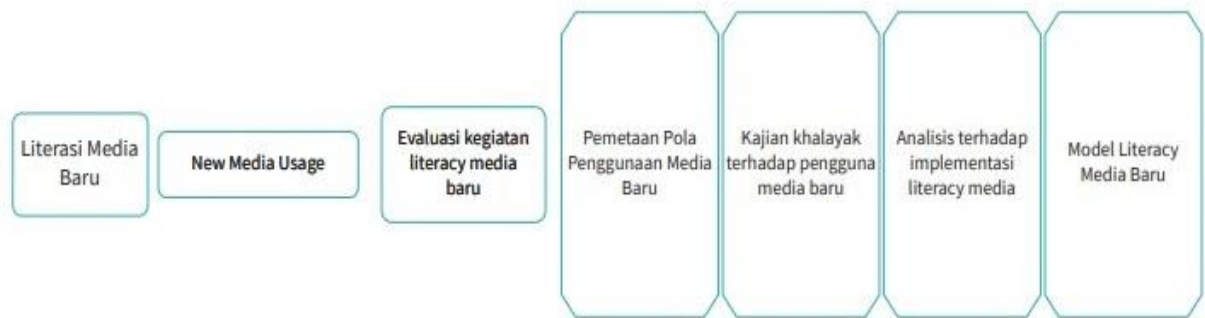 Literasi Media
Baru
New Media Usage
Evaluasi kegiatan
literacy media
baru
Pemetaan Pola
Penggunaan Media
Baru
Kajian khalayak
terhadap pengguna
media baru
Analisis terhadap
implementasi
literacy media
Model Literacy
Media Baru